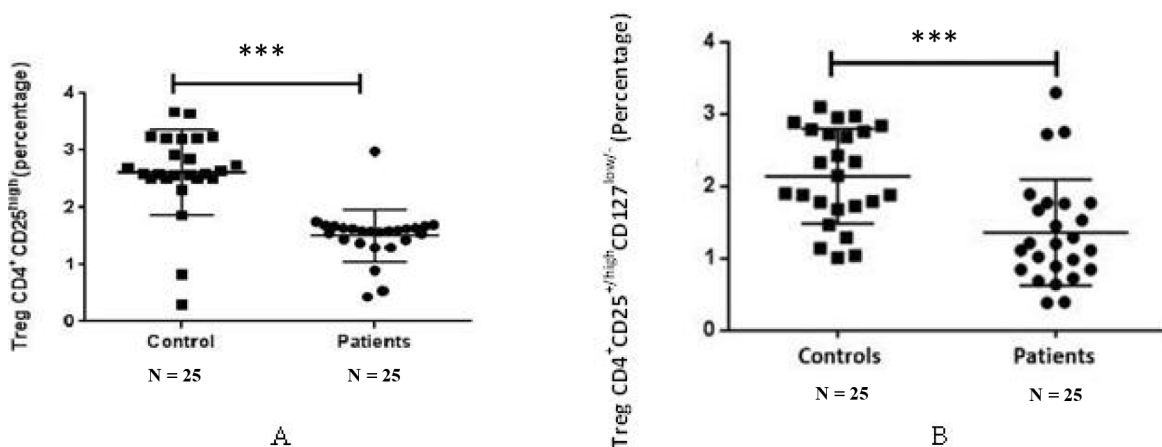 Treg CD4⁺ CD25ʰⁱᵍʰ(percentage)
***
4
3
2
1
0
Control Patients
N = 25 N = 25
A
Treg CD4⁺CD25⁺/ʰⁱᵍʰCD127ˡᵒʷ/⁻ (Percentage)
***
4
3
2
1
0
Controls Patients
N = 25 N = 25
B